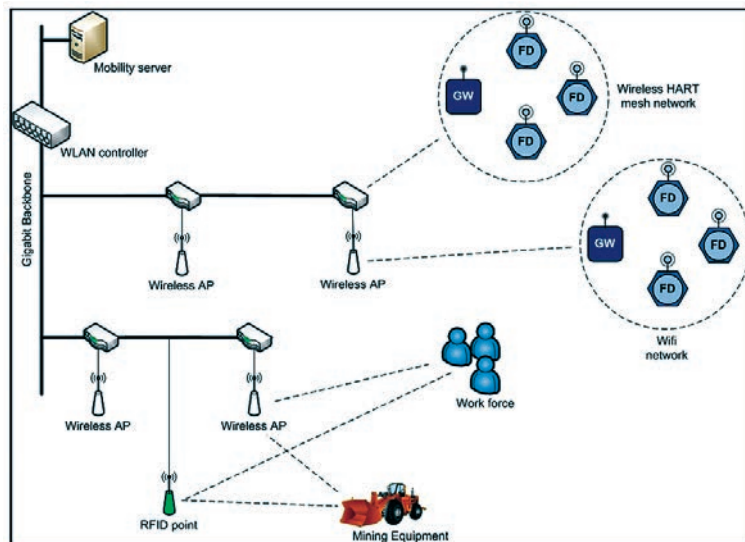 Mobility server
WLAN controller
Gigabit Backbone
Wireless AP
Wireless AP
GW
FD
FD
FD
Wireless HART
mesh network
GW
FD
FD
FD
Wifi
network
Wireless AP
Wireless AP
Work force
RFID point
Mining Equipment